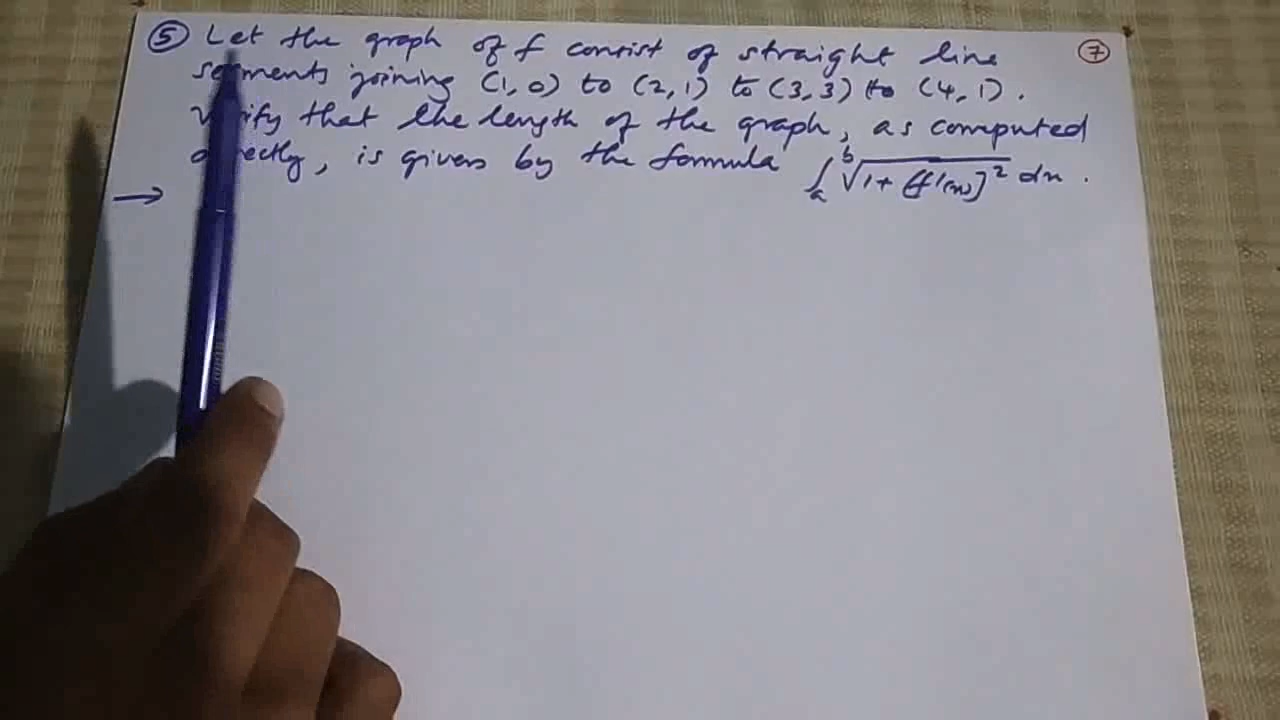 ⑤ Let the graph of f consist of straight line ⑦
segments joining (1, 0) to (2, 1) to (3, 3) to (4, 1).
that the length of the graph, as computed
, is given by the formula ∫ₐᵇ √1 + [f'(x)]² dx.
→